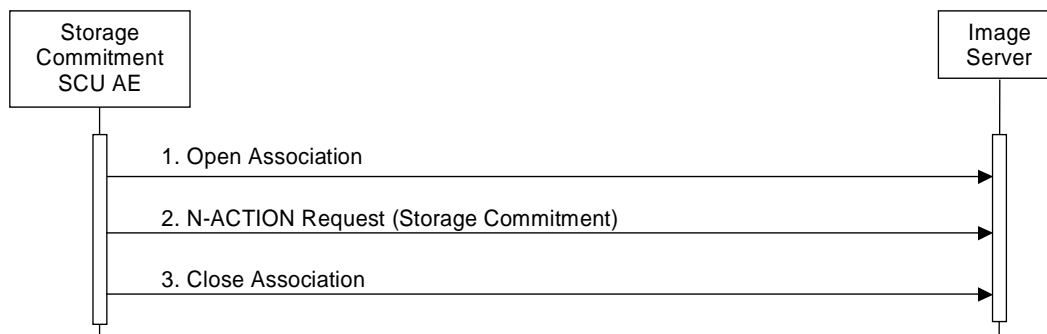 Storage
Commitment
SCU AE
Image
Server
1. Open Association
2. N-ACTION Request (Storage Commitment)
3. Close Association